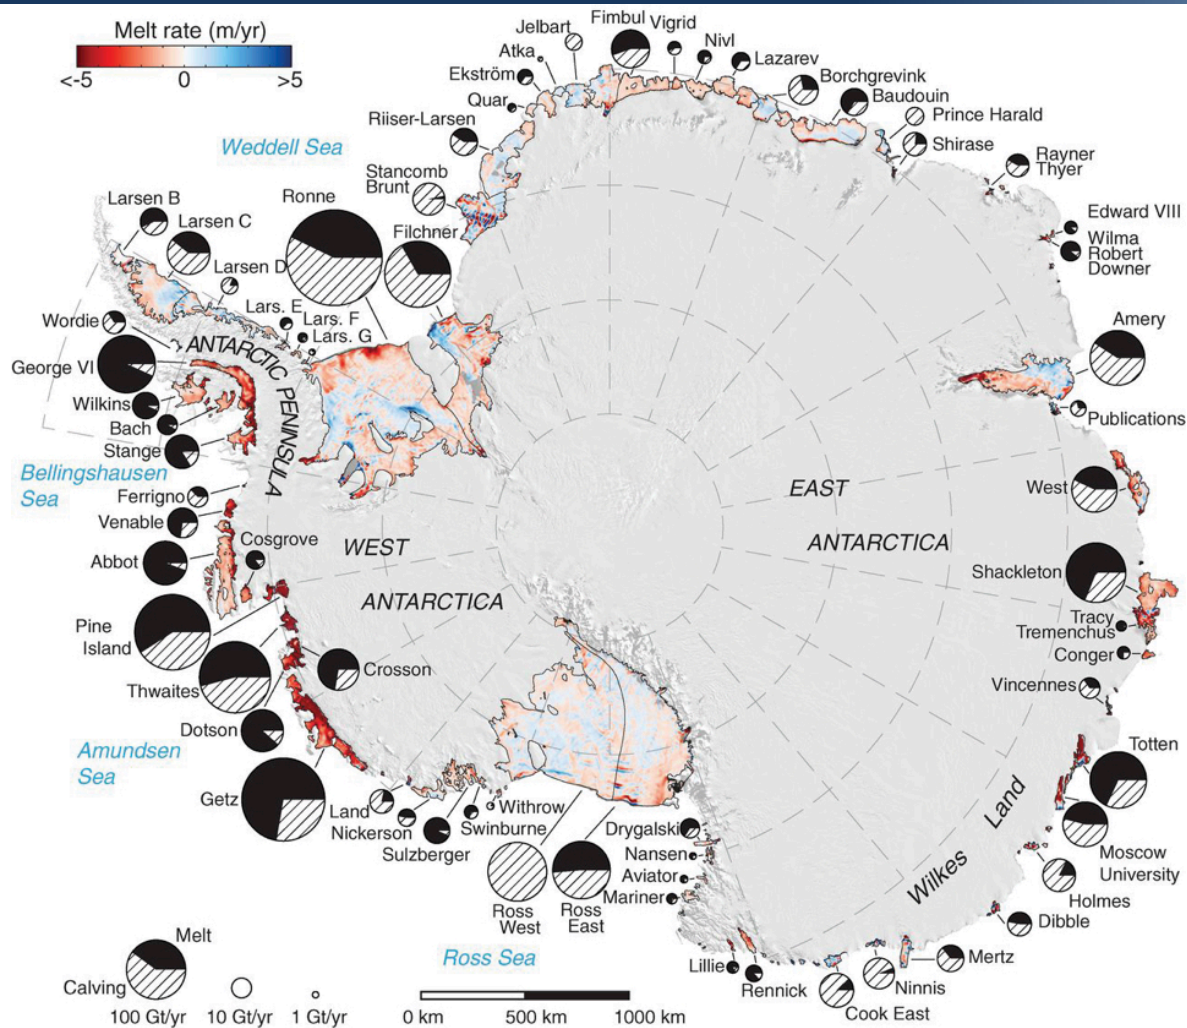 Melt rate (m/yr)
<-5
0
>5
Jelbart
Fimbul
Vigrid
Nivl
Atka
Lazarev
Ekström
Borchgrevink
Quar
Baudouin
Riiser-Larsen
Prince Harald
Shirase
Weddell Sea
Stancomb
Brunt
Rayner
Thyer
Larsen B
Ronne
Larsen C
Filchner
Edward VIII
Wilma
Robert
Downer
Larsen D
Lars. E
Lars. F
Lars. G
Wordie
Amery
ANTARCTIC PENINSULA
George VI
Wilkins
Bach
Publications
Stange
Bellingshausen
Sea
EAST
West
Ferrigno
Venable
Cosgrove
WEST
ANTARCTICA
Abbot
Shackleton
ANTARCTICA
Pine
Island
Tracy
Tremenchus
Conger
Crosson
Thwaites
Vincennes
Dotson
Amundsen
Sea
Totten
Getz
Land
Nickerson
Withrow
Swinburne
Sulzberger
Drygalski
Land
Nansen
Moscow
University
Aviator
Mariner
Wilkes
Holmes
Ross
West
Ross
East
Dibble
Melt
Ross Sea
Lillie
Rennick
Mertz
Ninnis
Cook East
Calving
100 Gt/yr
10 Gt/yr
1 Gt/yr
0 km
500 km
1000 km